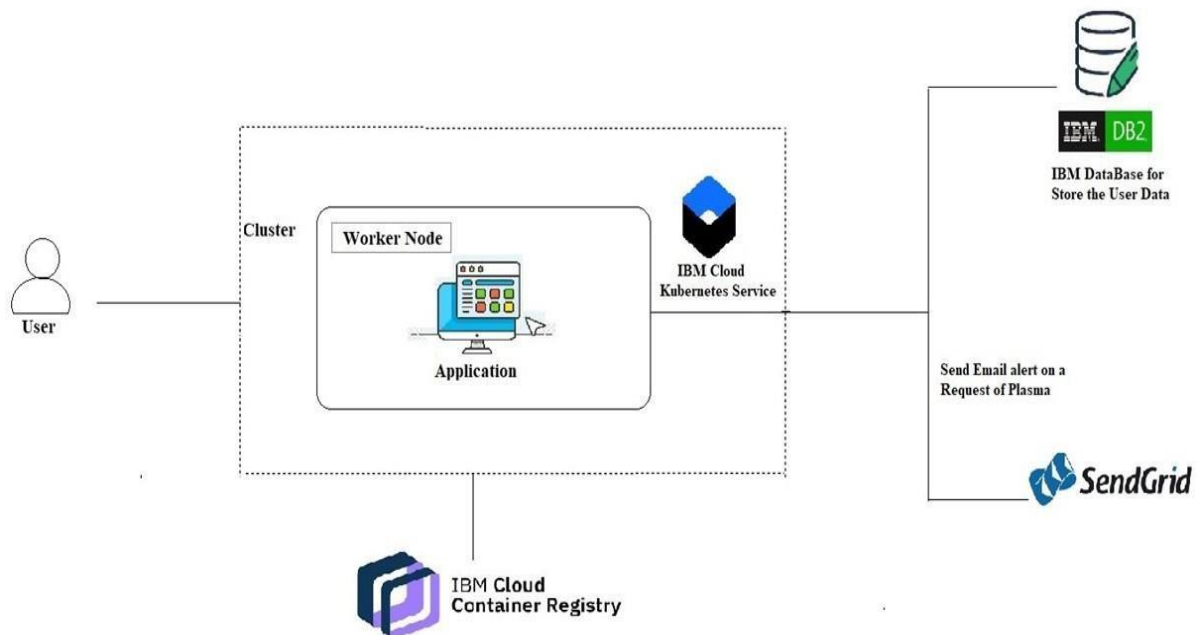 IBM DB2
IBM DataBase for
Store the User Data
Cluster
Worker Node
IBM Cloud
Kubernetes Service
User
Application
Send Email alert on a
Request of Plasma
SendGrid
IBM Cloud
Container Registry